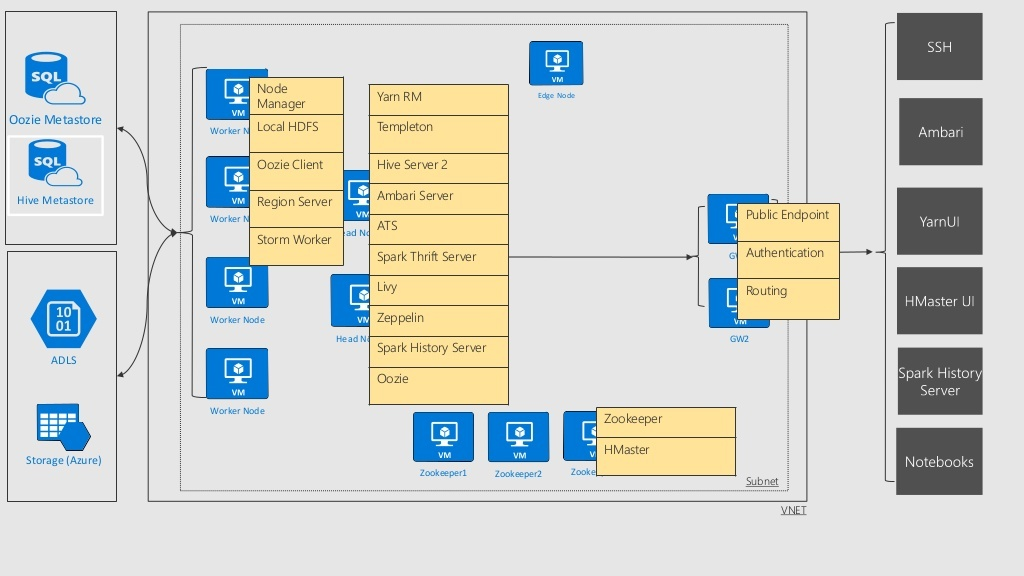 SQL
Oozie Metastore
SQL
Hive Metastore
10
01
ADLS
Storage (Azure)
VM
Worker N
VM
Worker N
VM
Worker Node
VM
Worker Node
Node
Manager
Local HDFS
Oozie Client
Region Server
Storm Worker
VM
ead No
VM
Head No
Yarn RM
Templeton
Hive Server 2
Ambari Server
ATS
Spark Thrift Server
Livy
Zeppelin
Spark History Server
Oozie
VM
Edge Node
VM
Zookeeper1
VM
Zookeeper2
VM
Zooke
Zookeeper
HMaster
GW
VM
GW2
Public Endpoint
Authentication
Routing
Subnet
VNET
SSH
Ambari
YarnUI
HMaster UI
Spark History
Server
Notebooks